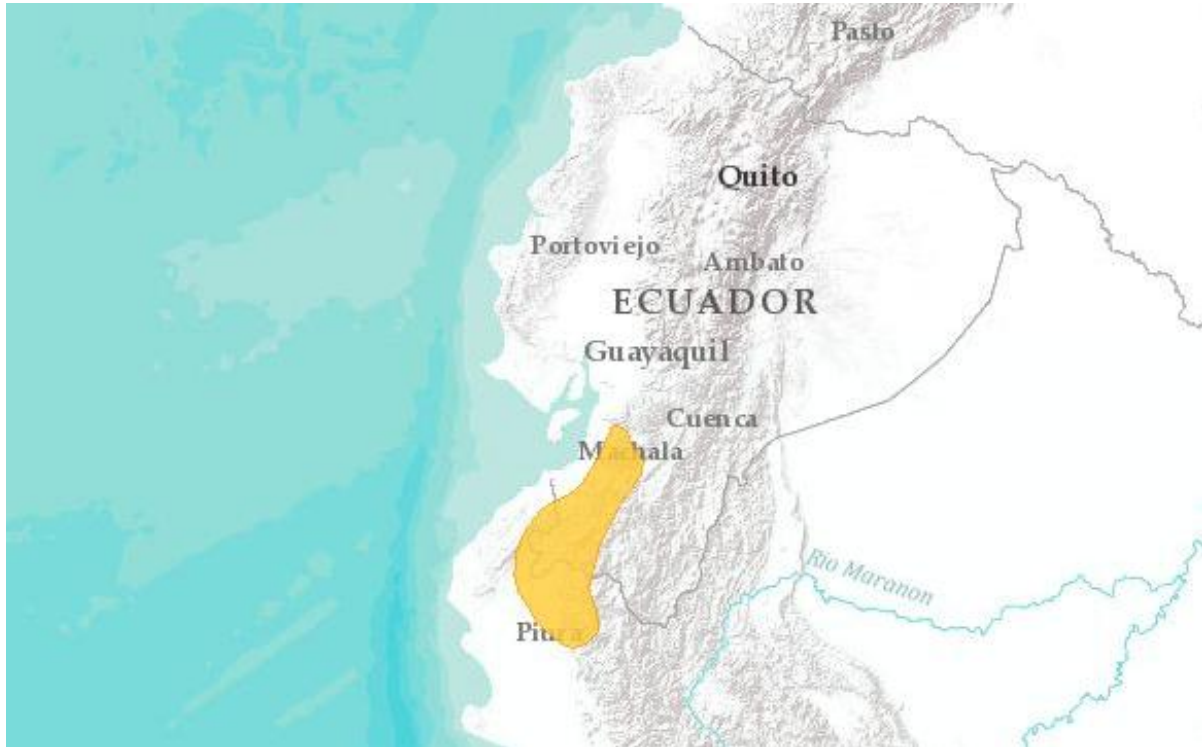 Pasto
Quito
Portoviejo
Ambato
ECUADOR
Guayaquil
Cuenca
Machala
Rio Maranon
Piura